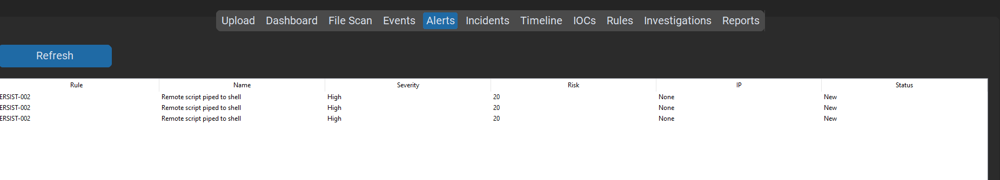 Upload Dashboard File Scan Events Alerts Incidents Timeline IOCs Rules Investigations Reports
Refresh
Rule Name Severity Risk IP Status
ERSIST-002 Remote script piped to shell High 20 None New
ERSIST-002 Remote script piped to shell High 20 None New
ERSIST-002 Remote script piped to shell High 20 None New